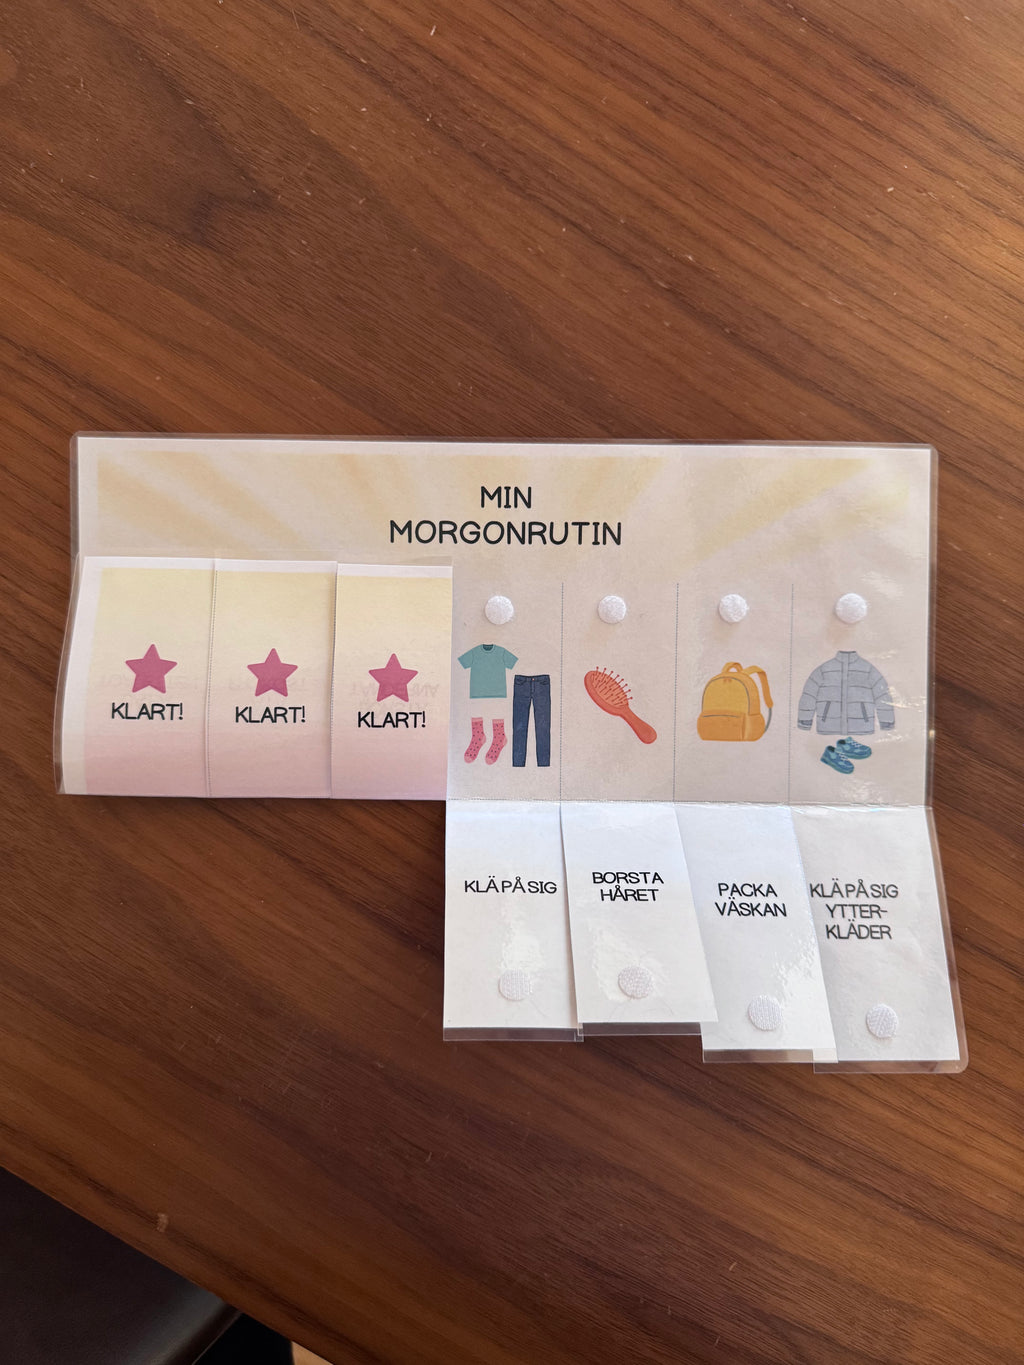 MIN
MORGONRUTIN
KLART!
KLART!
KLART!
KLÄ PÅ SIG
BORSTA
HÅRET
PACKA
VÄSKAN
KLÄ PÅ SIG
YTTER-
KLÄDER